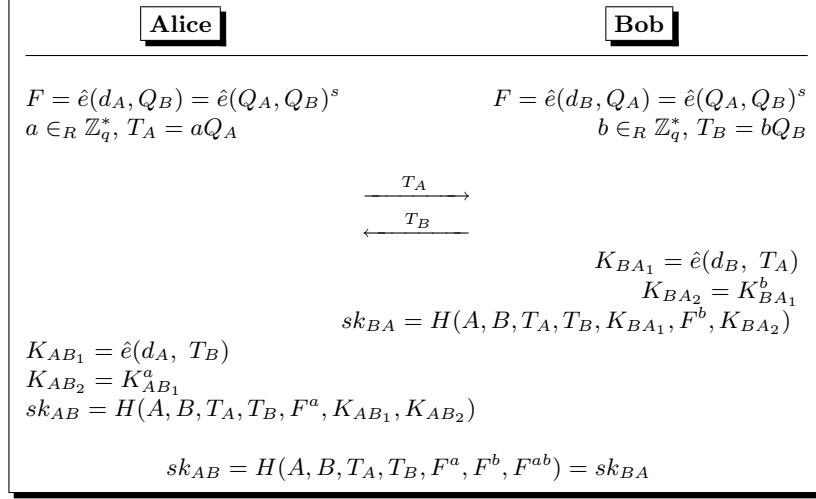 Alice Bob
F = ê(d_A, Q_B) = ê(Q_A, Q_B)^s F = ê(d_B, Q_A) = ê(Q_A, Q_B)^s
a ∈_R ℤ_q^*, T_A = aQ_A b ∈_R ℤ_q^*, T_B = bQ_B
T_A
T_B
K_{BA_1} = ê(d_B, T_A)
K_{BA_2} = K_{BA_1}^b
sk_{BA} = H(A, B, T_A, T_B, K_{BA_1}, F^b, K_{BA_2})
K_{AB_1} = ê(d_A, T_B)
K_{AB_2} = K_{AB_1}^a
sk_{AB} = H(A, B, T_A, T_B, F^a, K_{AB_1}, K_{AB_2})
sk_{AB} = H(A, B, T_A, T_B, F^a, F^b, F^{ab}) = sk_{BA}